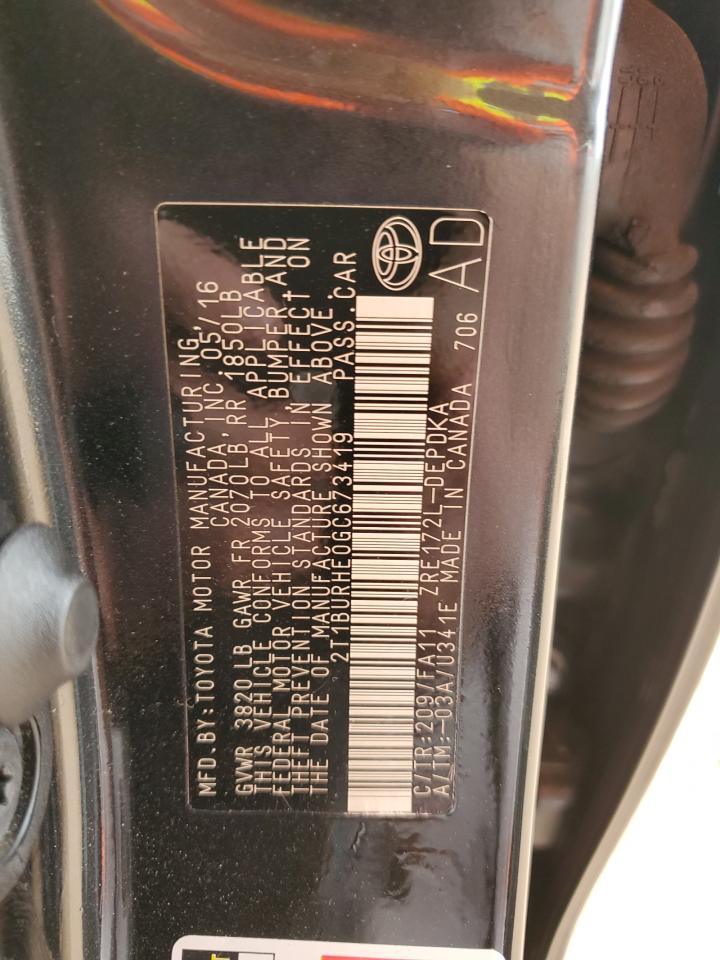 MFD.BY:TOYOTA MOTOR MANUFACTURING,
CANADA, INC. 05/16
GVWR 3820 LB GAWR FR 2070LB, RR 1850LB
THIS VEHICLE CONFORMS TO ALL APPLICABLE
FEDERAL MOTOR VEHICLE SAFETY, BUMPER, AND
THEFT PREVENTION STANDARDS IN EFFECT ON
THE DATE OF MANUFACTURE SHOWN ABOVE.
2T1BURHE0GC673419 PASS.CAR
C/TR:209/FA11 ZRE172L-DEPDKA
A/TM:-03A/U341E MADE IN CANADA 706 AD